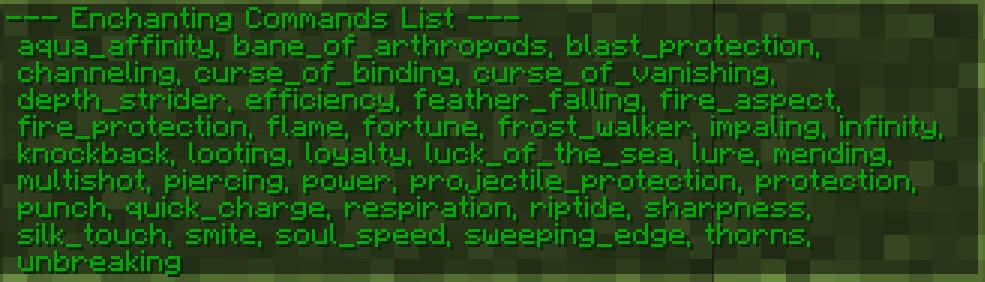 --- Enchanting Commands List ---
aqua_affinity, bane_of_arthropods, blast_protection,
channeling, curse_of_binding, curse_of_vanishing,
depth_strider, efficiency, feather_falling, fire_aspect,
fire_protection, flame, fortune, frost_walker, impaling, infinity,
knockback, looting, loyalty, luck_of_the_sea, lure, mending,
multishot, piercing, power, projectile_protection, protection,
punch, quick_charge, respiration, riptide, sharpness,
silk_touch, smite, soul_speed, sweeping_edge, thorns,
unbreaking